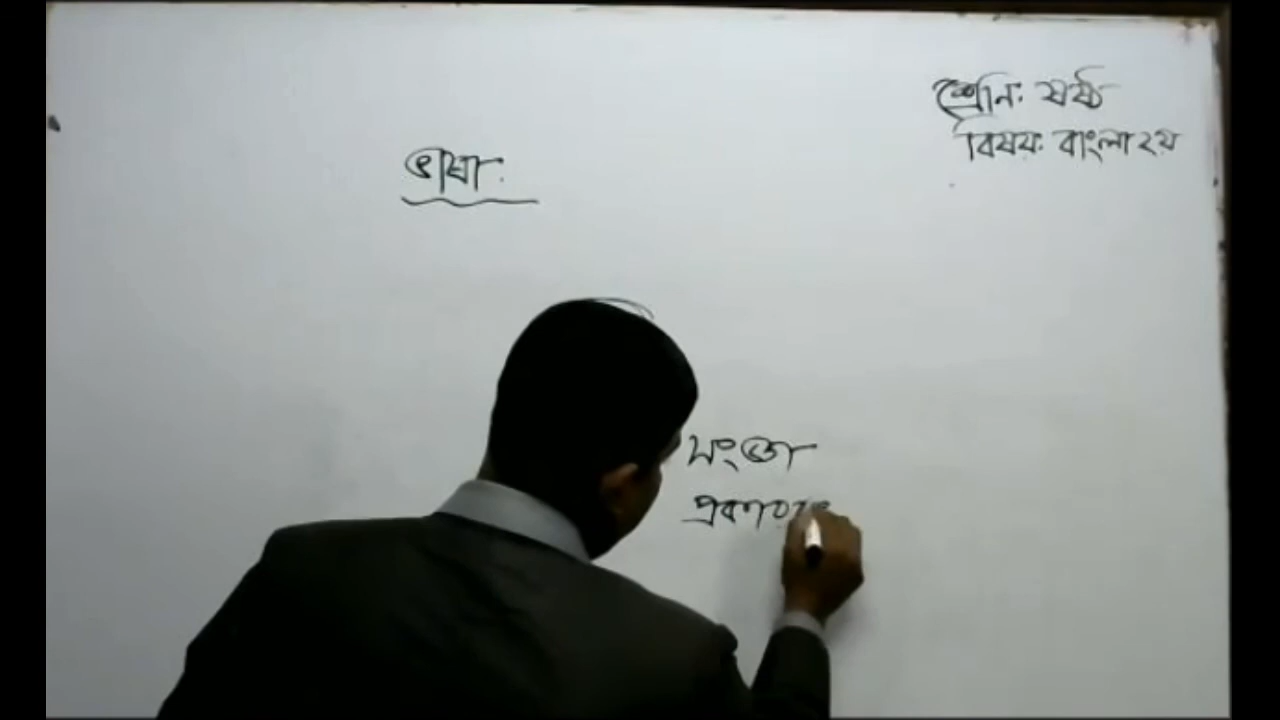 শ্রেনিঃ ষষ্ঠ
বিষয়ঃ বাংলা ২য়
ভাষাঃ
সংজ্ঞা